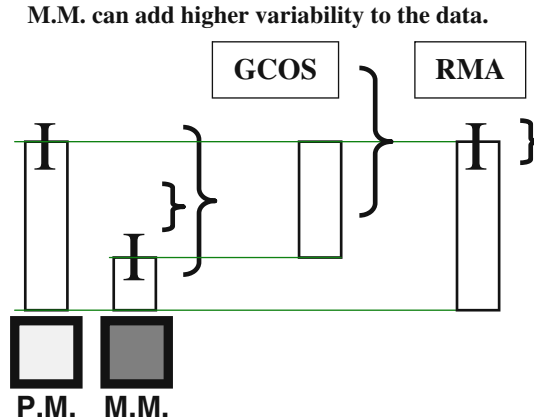 M.M. can add higher variability to the data.
GCOS RMA
P.M. M.M.